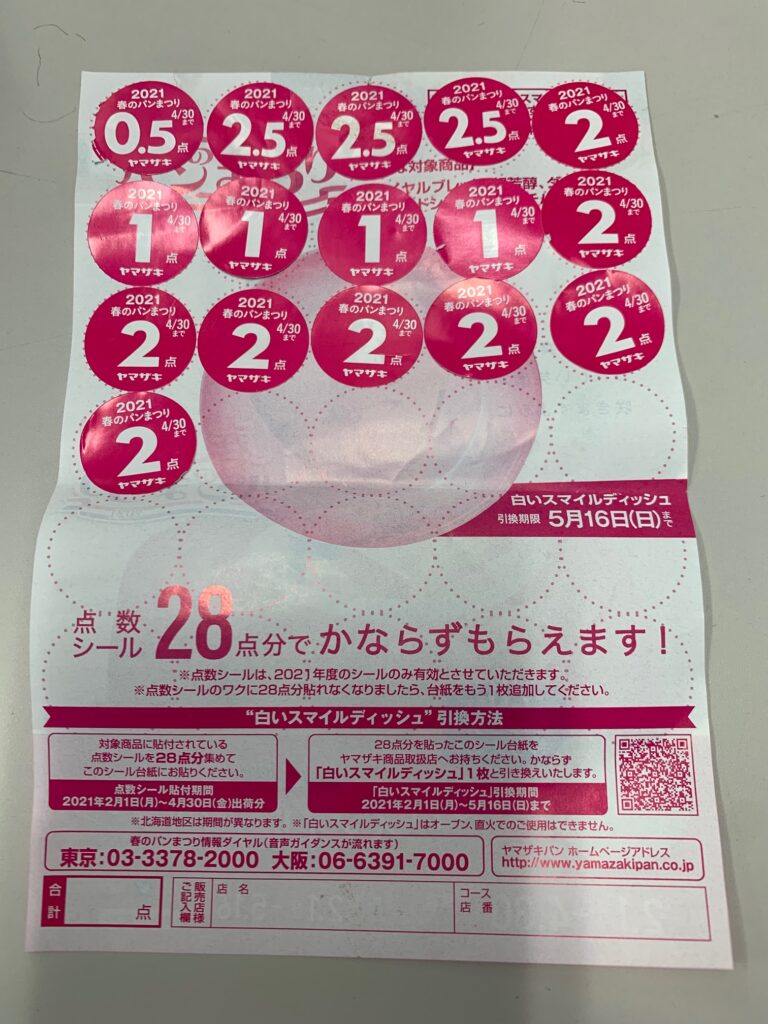 2021
春のパンまつり
4/30まで
0.5点
ヤマザキ
2021
春のパンまつり
4/30まで
2.5点
ヤマザキ
2021
春のパンまつり
4/30まで
2.5点
ヤマザキ
2021
春のパンまつり
4/30まで
2.5点
ヤマザキ
2021
春のパンまつり
4/30まで
2点
ヤマザキ
対象商品
2021
春のパンまつり
4/30まで
1点
ヤマザキ
2021
春のパンまつり
4/30まで
1点
ヤマザキ
2021
春のパンまつり
4/30まで
1点
ヤマザキ
2021
春のパンまつり
4/30まで
1点
ヤマザキ
2021
春のパンまつり
4/30まで
2点
ヤマザキ
2021
春のパンまつり
4/30まで
2点
ヤマザキ
2021
春のパンまつり
4/30まで
2点
ヤマザキ
2021
春のパンまつり
4/30まで
2点
ヤマザキ
2021
春のパンまつり
4/30まで
2点
ヤマザキ
2021
春のパンまつり
4/30まで
2点
ヤマザキ
2021
春のパンまつり
4/30まで
2点
ヤマザキ
白いスマイルディッシュ
引換期限 5月16日(日)まで
点数シール28点分でかならずもらえます！
※点数シールは、2021年度のシールのみ有効とさせていただきます。
※点数シールのワクに28点分貼れなくなりましたら、台紙をもう1枚追加してください。
"白いスマイルディッシュ"引換方法
対象商品に貼付されている
点数シールを28点分集めて
このシール台紙にお貼りください。
点数シール貼付期間
2021年2月1日(月)～4月30日(金)出荷分
28点分を貼ったこのシール台紙を
ヤマザキ商品取扱店へお持ちください。かならず
「白いスマイルディッシュ」1枚と引き換えいたします。
「白いスマイルディッシュ」引換期間
2021年2月1日(月)～5月16日(日)まで
※北海道地区は期間が異なります。※「白いスマイルディッシュ」はオーブン、直火でのご使用はできません。
春のパンまつり情報ダイヤル(音声ガイダンスが流れます)
東京:03-3378-2000 大阪:06-6391-7000
ヤマザキパン ホームページアドレス
http://www.yamazakipan.co.jp
合計 点
販売店様ご記入欄
店名
コース
店番